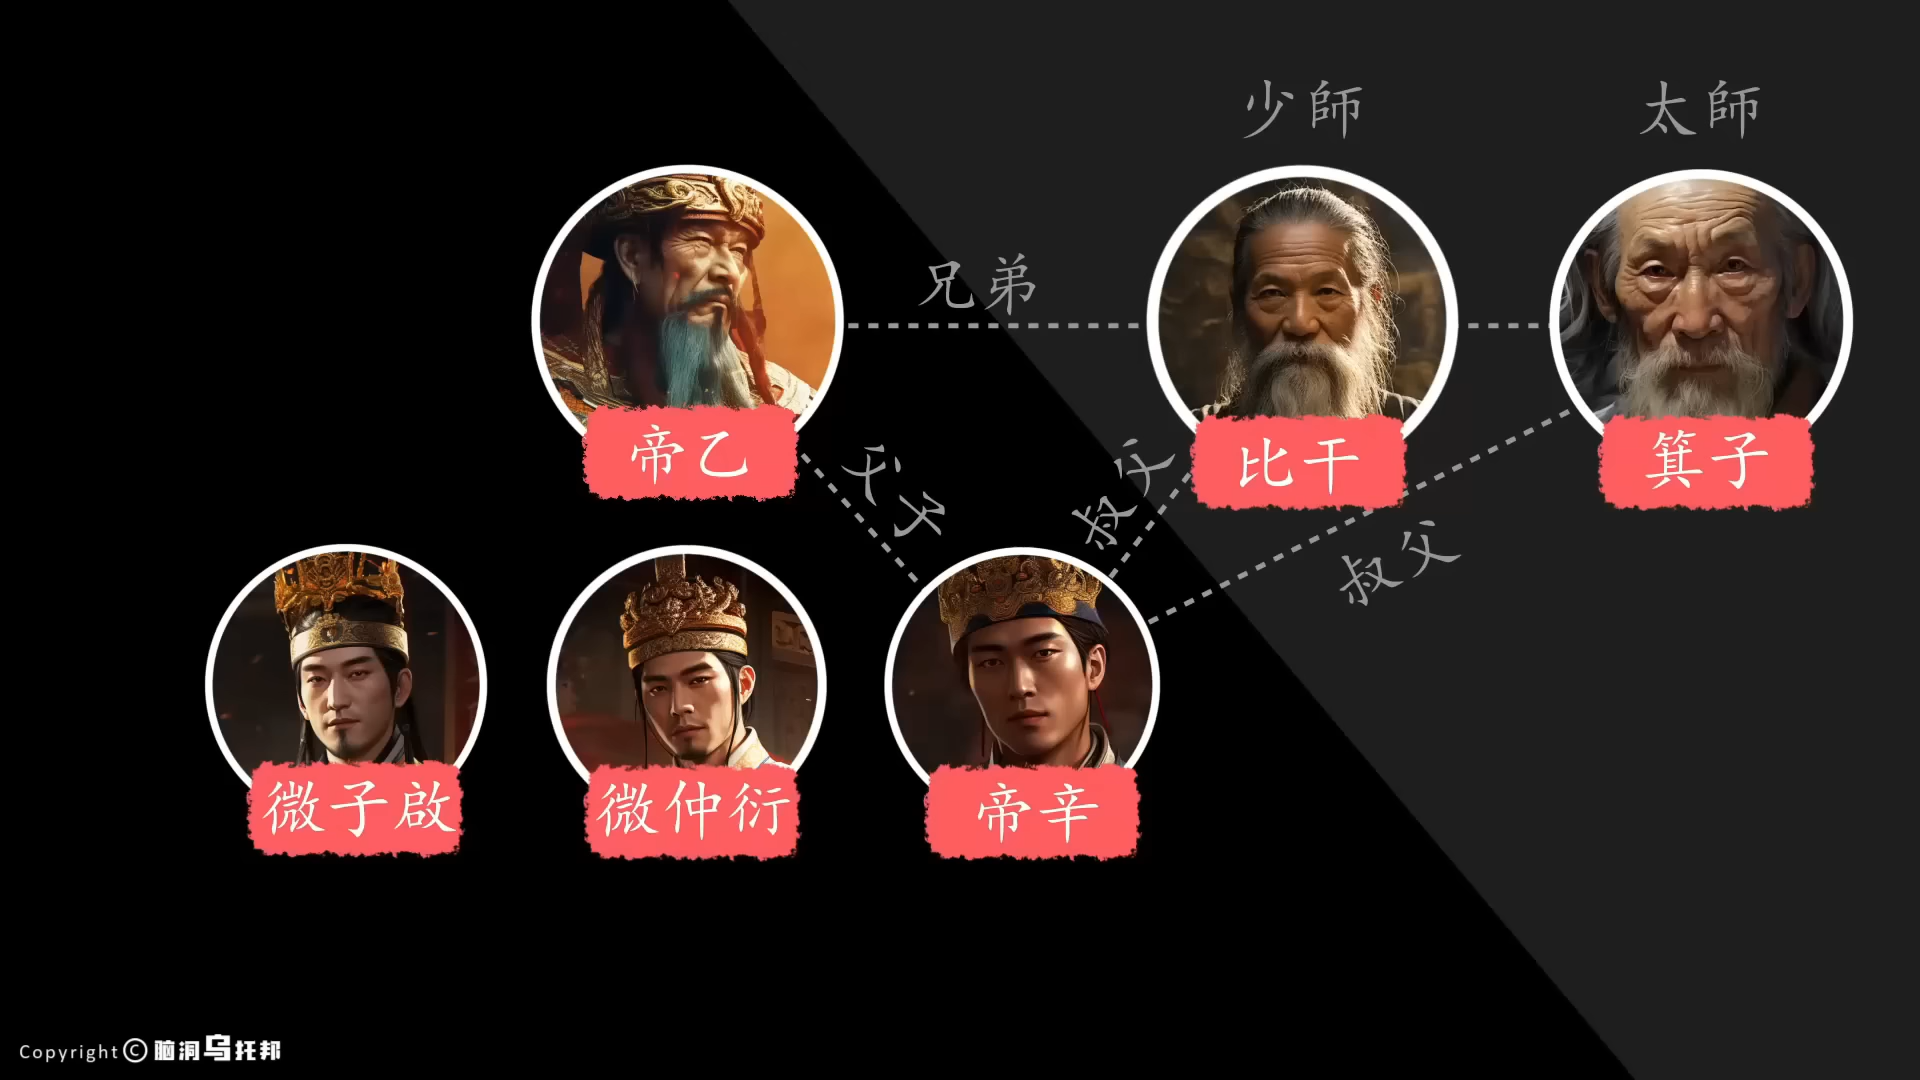 少師
太師
兄弟
帝乙
比干
箕子
父子
叔父
叔父
微子啟
微仲衍
帝辛
Copyright © 脑洞乌托邦